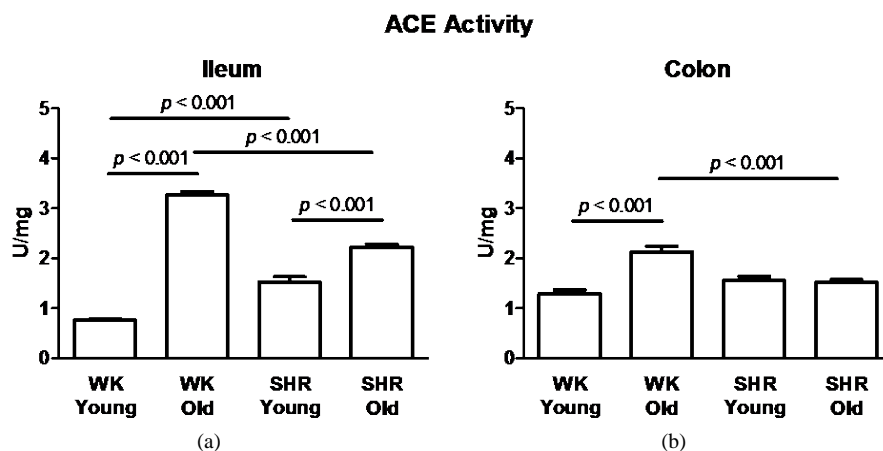 ACE Activity
Ileum
5
4
3
2
1
0
U/mg
p < 0.001
p < 0.001
p < 0.001
p < 0.001
WK Young
WK Old
SHR Young
SHR Old
(a)
Colon
5
4
3
2
1
0
U/mg
p < 0.001
p < 0.001
WK Young
WK Old
SHR Young
SHR Old
(b)